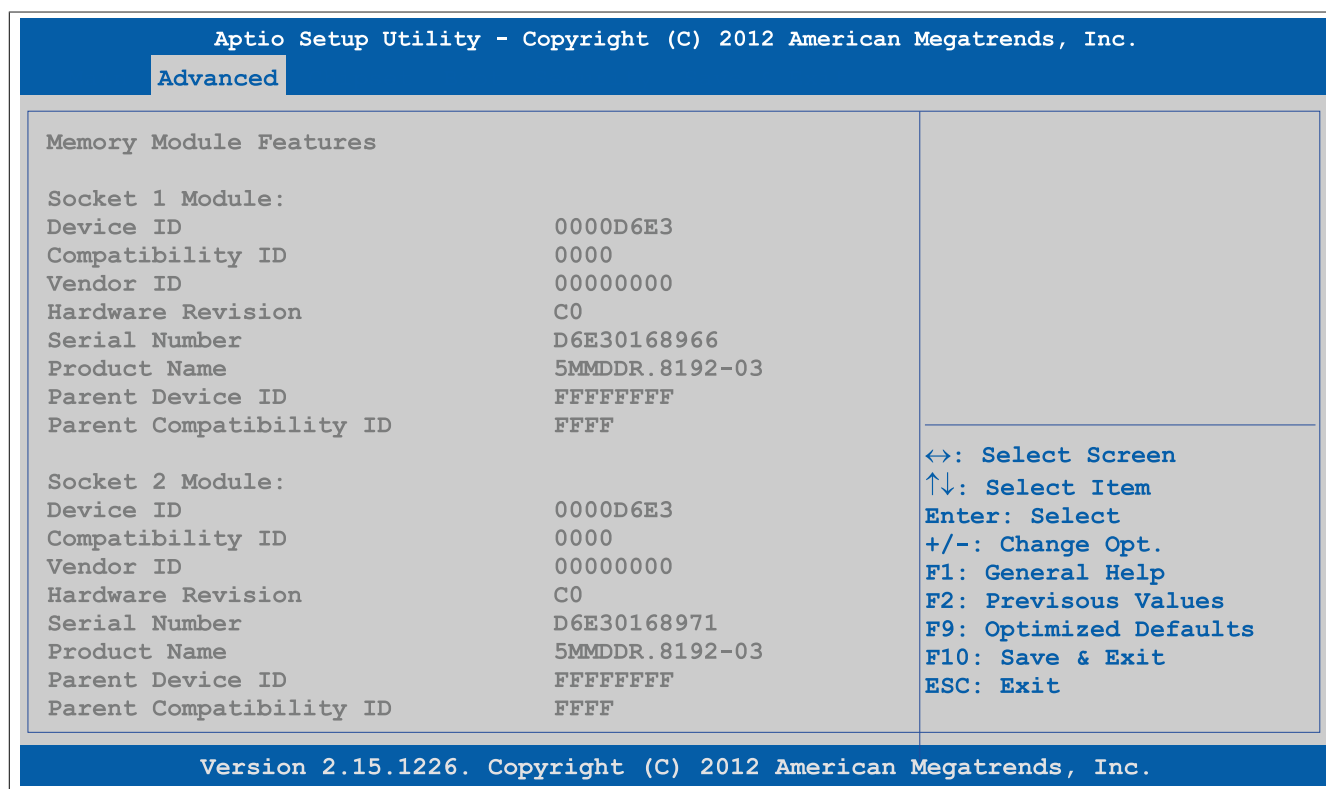 Aptio Setup Utility - Copyright (C) 2012 American Megatrends, Inc.
Advanced
Memory Module Features
Socket 1 Module:
Device ID 0000D6E3
Compatibility ID 0000
Vendor ID 00000000
Hardware Revision C0
Serial Number D6E30168966
Product Name 5MMDDR.8192-03
Parent Device ID FFFFFFFF
Parent Compatibility ID FFFF
Socket 2 Module:
Device ID 0000D6E3
Compatibility ID 0000
Vendor ID 00000000
Hardware Revision C0
Serial Number D6E30168971
Product Name 5MMDDR.8192-03
Parent Device ID FFFFFFFF
Parent Compatibility ID FFFF
↔: Select Screen
↑↓: Select Item
Enter: Select
+/-: Change Opt.
F1: General Help
F2: Previsous Values
F9: Optimized Defaults
F10: Save & Exit
ESC: Exit
Version 2.15.1226. Copyright (C) 2012 American Megatrends, Inc.